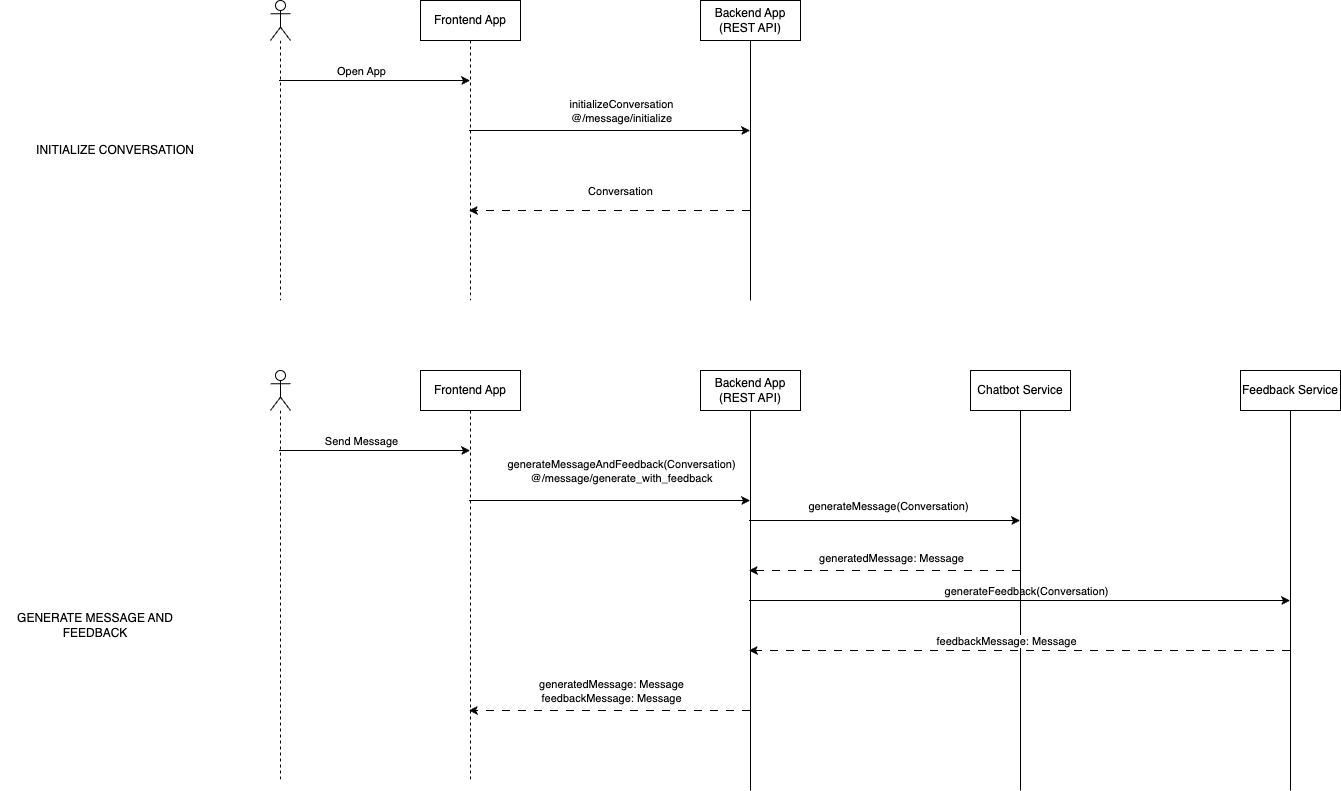 Frontend App
Backend App
(REST API)
Open App
initializeConversation
@/message/initialize
INITIALIZE CONVERSATION
Conversation
Frontend App
Backend App
(REST API)
Chatbot Service
Feedback Service
Send Message
generateMessageAndFeedback(Conversation)
@/message/generate_with_feedback
generateMessage(Conversation)
generatedMessage: Message
generateFeedback(Conversation)
GENERATE MESSAGE AND
FEEDBACK
feedbackMessage: Message
generatedMessage: Message
feedbackMessage: Message